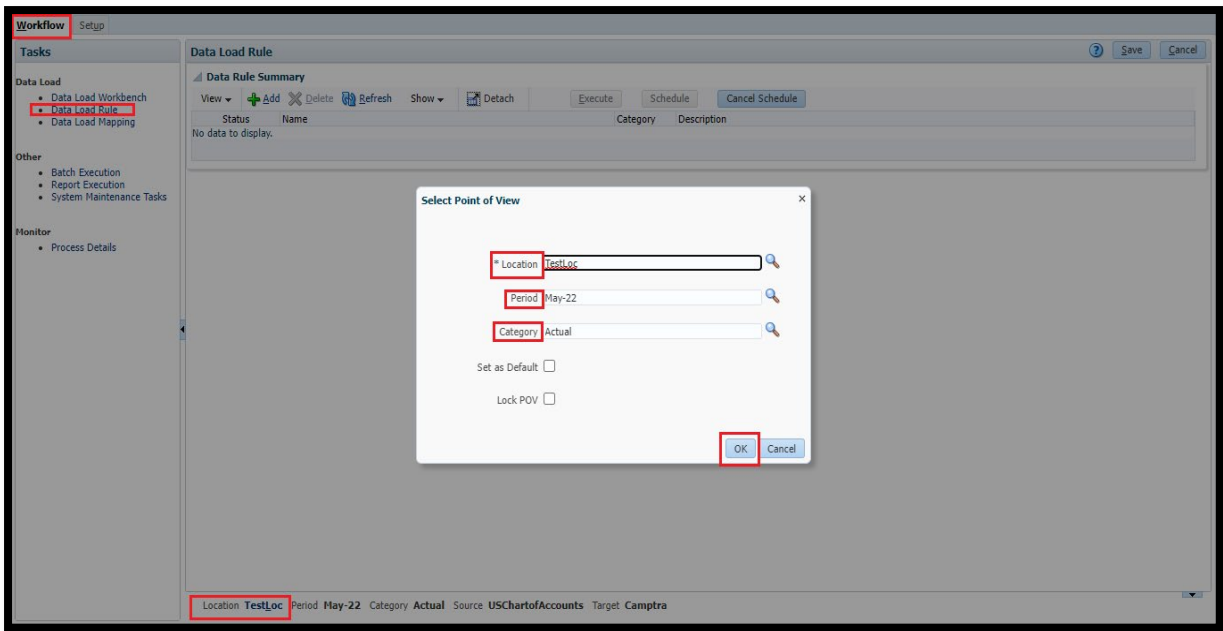 Workflow Setup
Tasks
Data Load
Data Load Workbench
Data Load Rule
Data Load Mapping
Other
Batch Execution
Report Execution
System Maintenance Tasks
Monitor
Process Details
Data Load Rule
? Save Cancel
Data Rule Summary
View Add Delete Refresh Show Detach Execute Schedule Cancel Schedule
Status Name Category Description
No data to display.
Select Point of View
* Location TestLoc
Period May-22
Category Actual
Set as Default
Lock POV
OK Cancel
Location TestLoc Period May-22 Category Actual Source USChartofAccounts Target Camptra